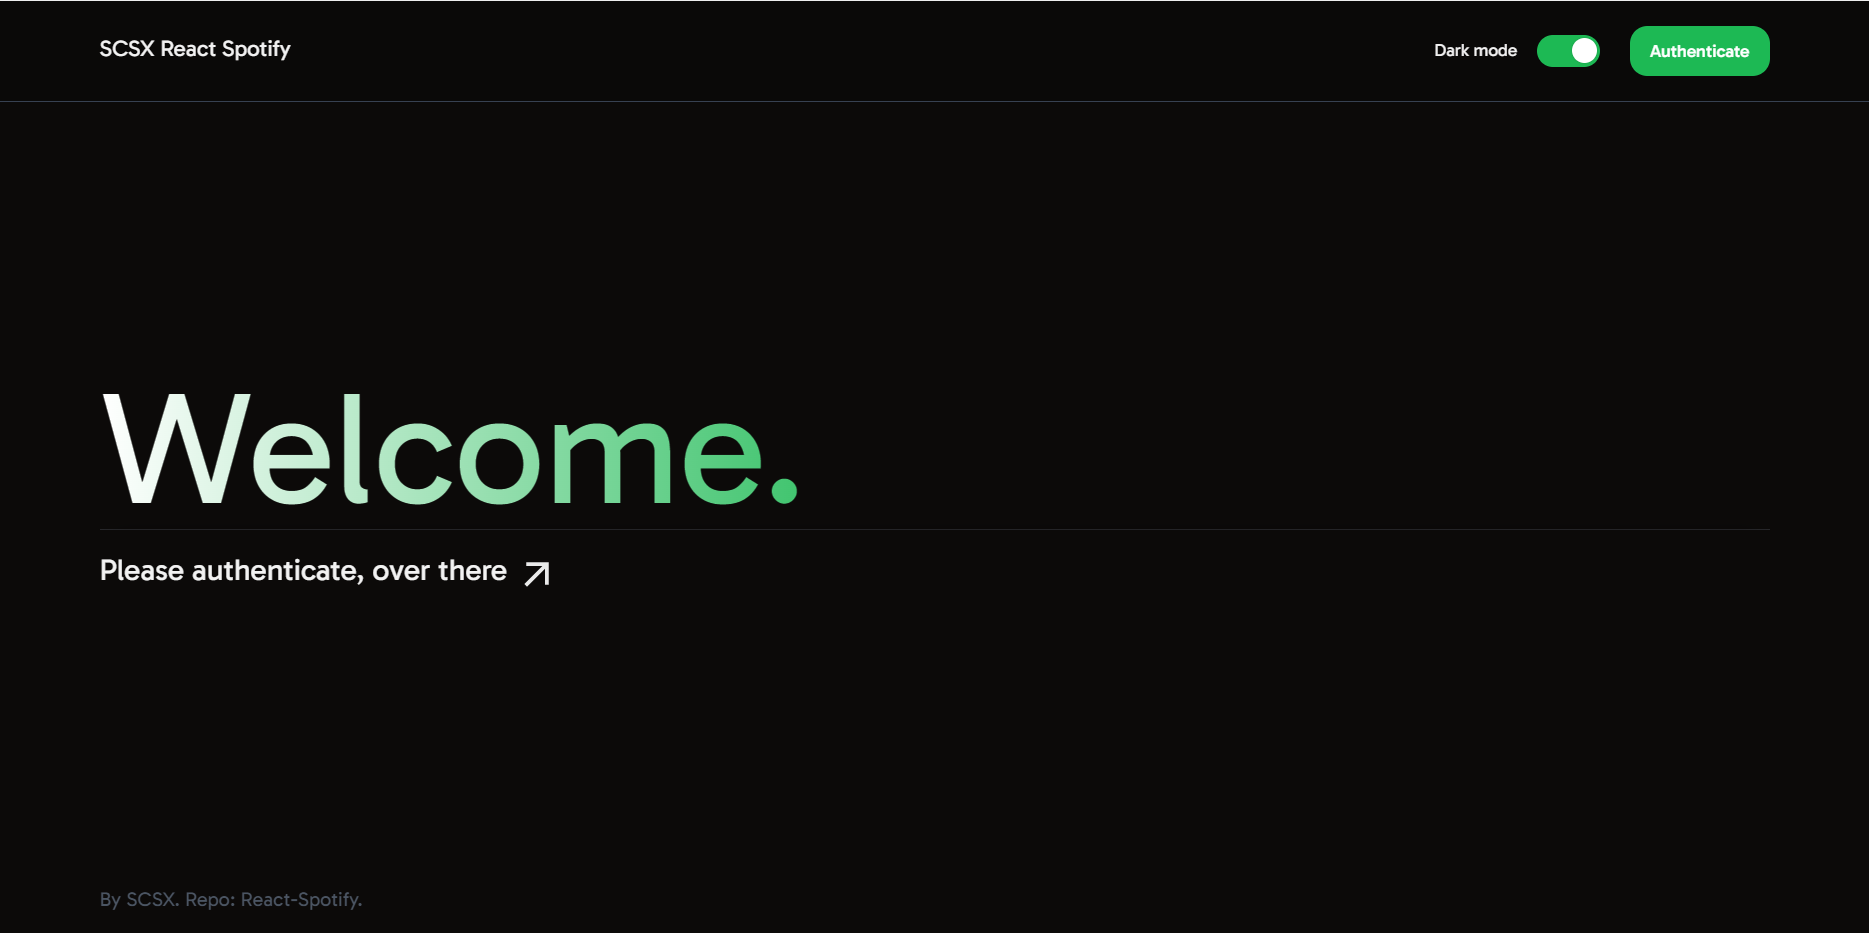 SCSX React Spotify
Dark mode
Authenticate
Welcome.
Please authenticate, over there
By SCSX. Repo: React-Spotify.